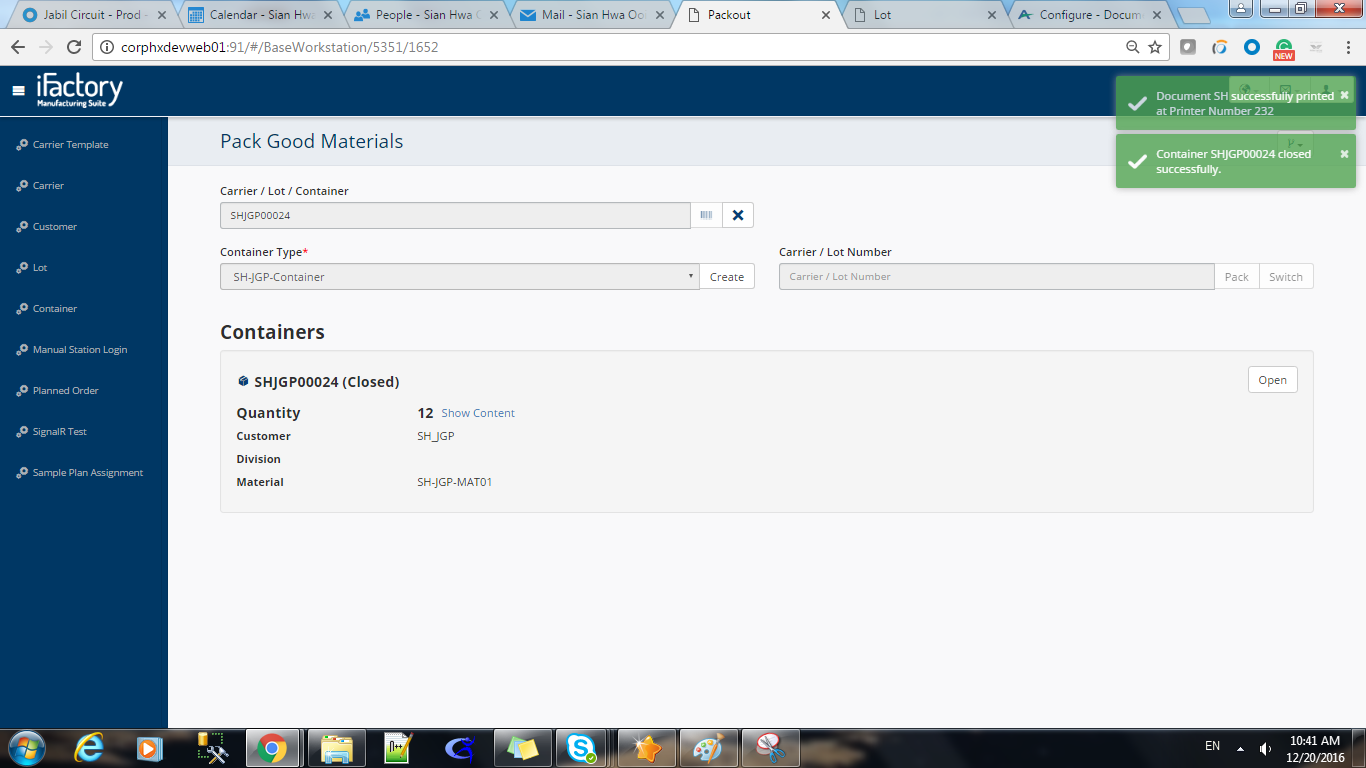 Jabil Circuit - Prod -
Calendar - Sian Hwa
People - Sian Hwa
Mail - Sian Hwa Oo
Packout
Lot
Configure - Docum
corphxdevweb01:91/#/BaseWorkstation/5351/1652
NEW
iFactory
Manufacturing Suite
Document SH successfully printed
at Printer Number 232
Container SHJGP00024 closed
successfully.
Carrier Template
Carrier
Customer
Lot
Container
Manual Station Login
Planned Order
SignalR Test
Sample Plan Assignment
Pack Good Materials
Carrier / Lot / Container
SHJGP00024
Container Type*
SH-JGP-Container
Create
Carrier / Lot Number
Carrier / Lot Number
Pack
Switch
Containers
SHJGP00024 (Closed)
Open
Quantity 12 Show Content
Customer SH_JGP
Division
Material SH-JGP-MAT01
EN
10:41 AM
12/20/2016